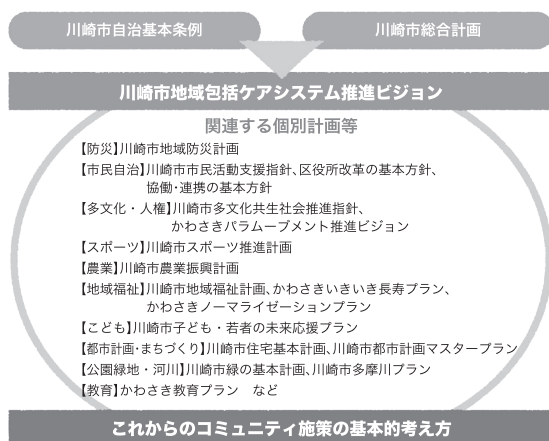 川崎市自治基本条例
川崎市総合計画
川崎市地域包括ケアシステム推進ビジョン
関連する個別計画等
【防災】川崎市地域防災計画
【市民自治】川崎市市民活動支援指針、区役所改革の基本方針、
協働・連携の基本方針
【多文化・人権】川崎市多文化共生社会推進指針、
かわさきパラムーブメント推進ビジョン
【スポーツ】川崎市スポーツ推進計画
【農業】川崎市農業振興計画
【地域福祉】川崎市地域福祉計画、かわさきいきいき長寿プラン、
かわさきノーマライゼーションプラン
【こども】川崎市子ども・若者の未来応援プラン
【都市計画・まちづくり】川崎市住宅基本計画、川崎市都市計画マスタープラン
【公園緑地・河川】川崎市緑の基本計画、川崎市多摩川プラン
【教育】かわさき教育プラン　など
これからのコミュニティ施策の基本的考え方